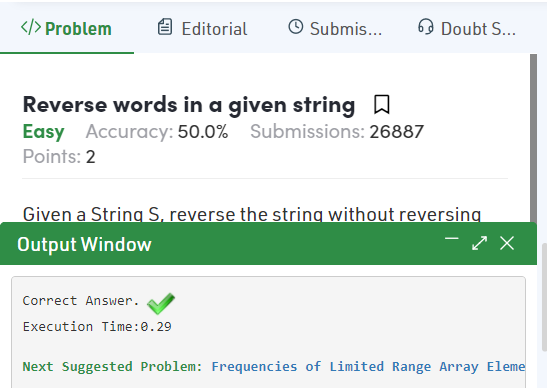 </> Problem Editorial Submis... Doubt S...
Reverse words in a given string
Easy Accuracy: 50.0% Submissions: 26887
Points: 2
Given a String S, reverse the string without reversing
Output Window
Correct Answer.
Execution Time:0.29
Next Suggested Problem: Frequencies of Limited Range Array Eleme